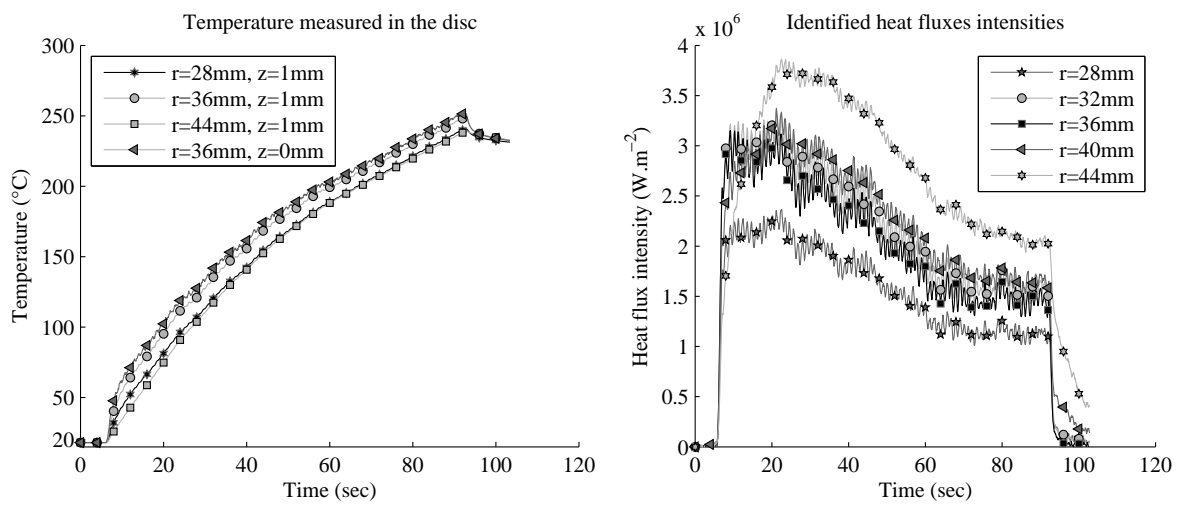 Temperature measured in the disc
300
250
200
150
100
50
20
0 20 40 60 80 100 120
Time (sec)
Temperature (°C)
r=28mm, z=1mm
r=36mm, z=1mm
r=44mm, z=1mm
r=36mm, z=0mm
Identified heat fluxes intensities
x 10^6
4
3.5
3
2.5
2
1.5
1
0.5
0
0 20 40 60 80 100 120
Time (sec)
Heat flux intensity (W.m⁻²)
r=28mm
r=32mm
r=36mm
r=40mm
r=44mm